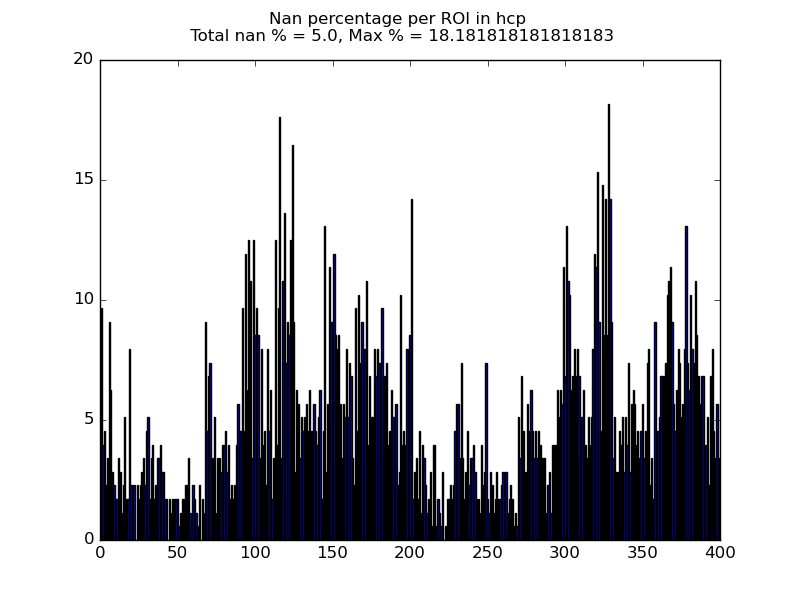 Nan percentage per ROI in hcp
Total nan % = 5.0, Max % = 18.181818181818183
20
15
10
5
0
0 50 100 150 200 250 300 350 400